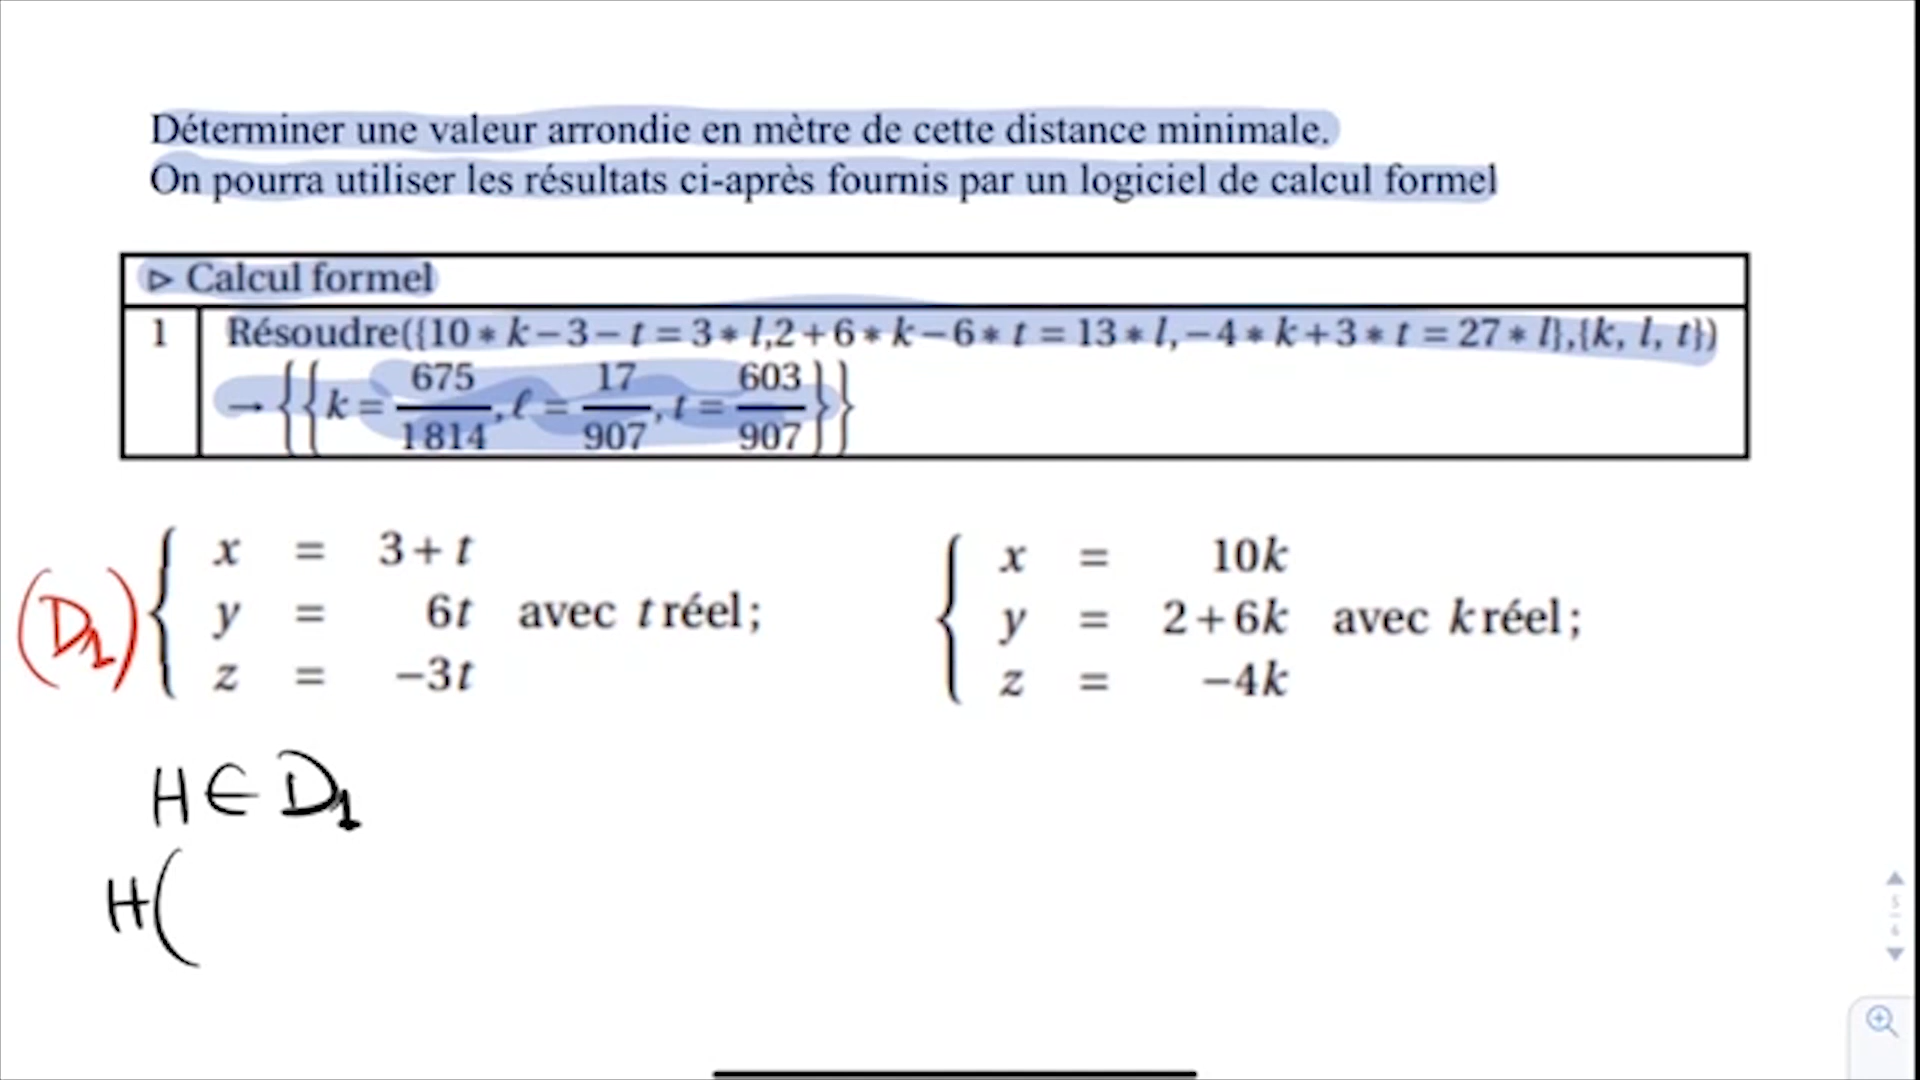 Déterminer une valeur arrondie en mètre de cette distance minimale.
On pourra utiliser les résultats ci-après fournis par un logiciel de calcul formel
▷ Calcul formel
1 Résoudre({10 * k − 3 − t = 3 * l,2 + 6 * k − 6 * t = 13 * l,−4 * k + 3 * t = 27 * l},{k, l, t})
→ {{k = 675/1814, ℓ = 17/907, t = 603/907}}
(D1) { x = 3 + t
y = 6t avec t réel ;
z = −3t
{ x = 10k
y = 2 + 6k avec k réel ;
z = −4k
H ∈ D1
H(
5
6